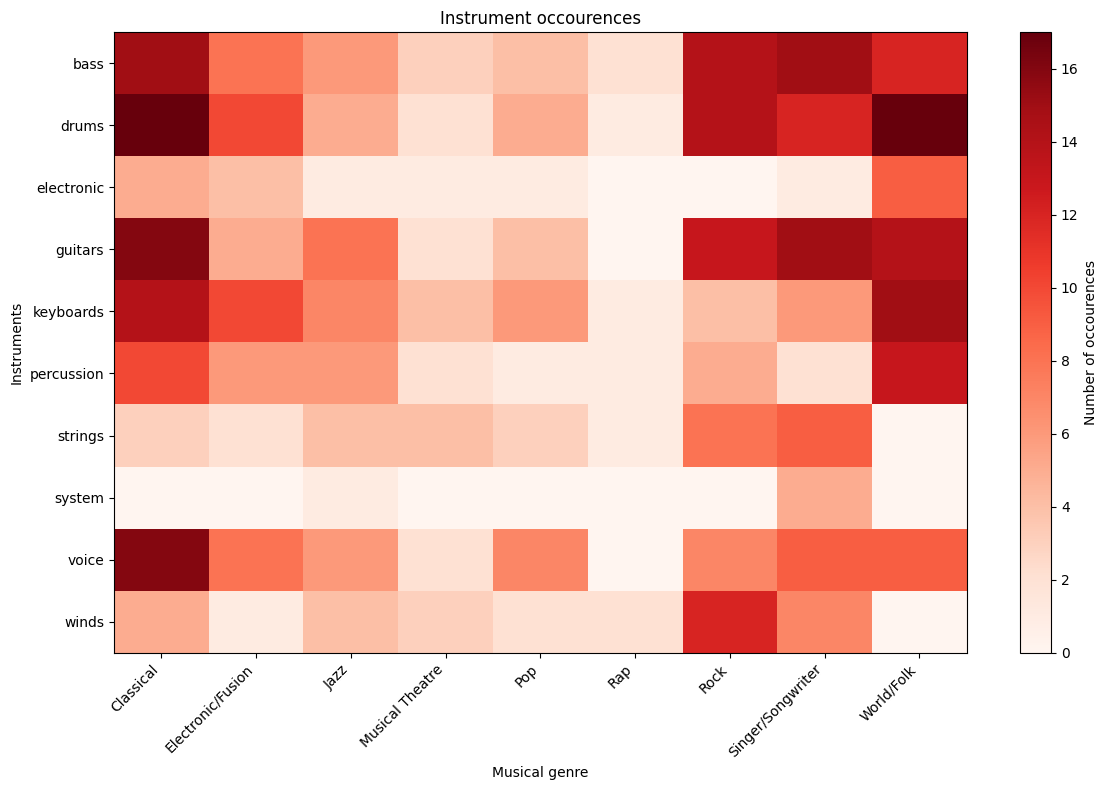 Instrument occourences
bass
drums
electronic
guitars
keyboards
percussion
strings
system
voice
winds
Instruments
Classical
Electronic/Fusion
Jazz
Musical Theatre
Pop
Rap
Rock
Singer/Songwriter
World/Folk
Musical genre
16
14
12
10
8
6
4
2
0
Number of occourences